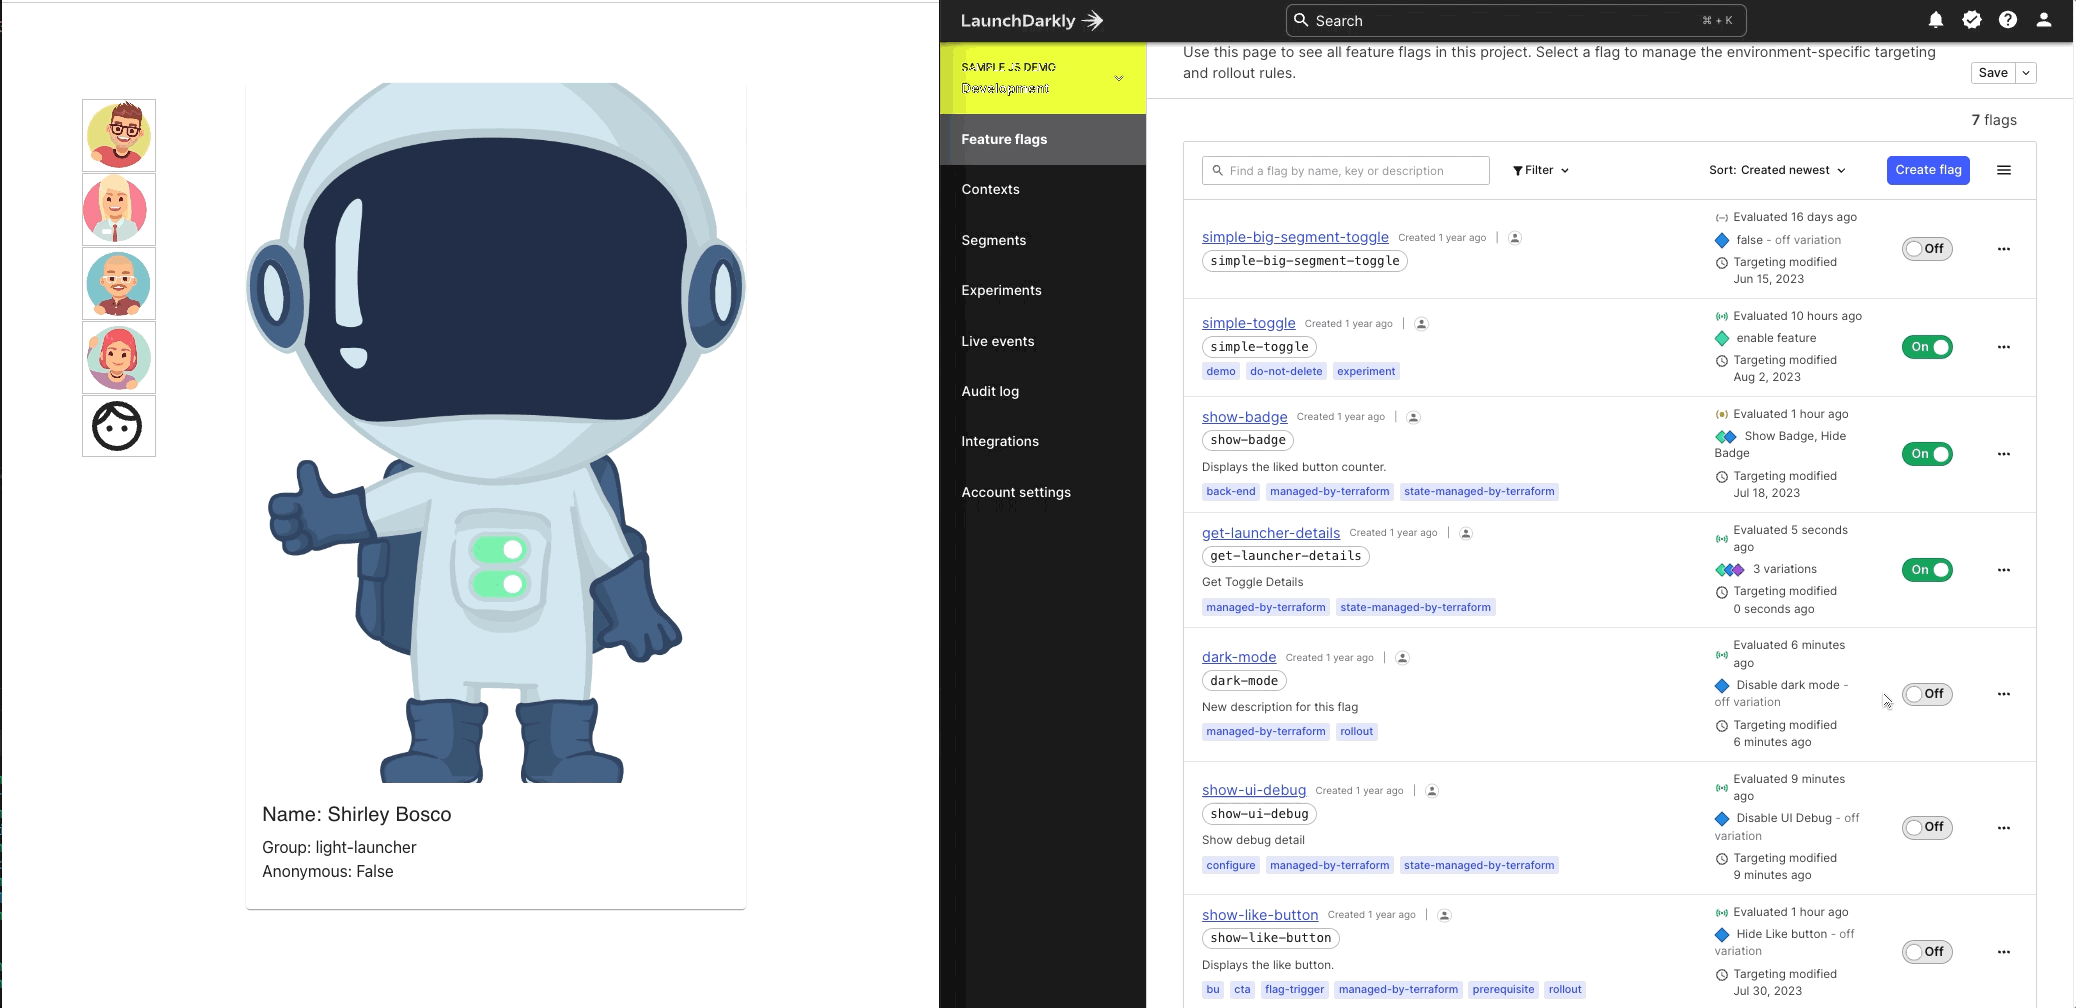 Name: Shirley Bosco
Group: light-launcher
Anonymous: False
LaunchDarkly
Search
⌘ + K
SAMPLE JS DEMO
Development
Feature flags
Contexts
Segments
Experiments
Live events
Audit log
Integrations
Account settings
Use this page to see all feature flags in this project. Select a flag to manage the environment-specific targeting
and rollout rules.
Save
7 flags
Find a flag by name, key or description
Filter
Sort: Created newest
Create flag
simple-big-segment-toggle Created 1 year ago
simple-big-segment-toggle
Evaluated 16 days ago
false - off variation
Targeting modified
Jun 15, 2023
Off
simple-toggle Created 1 year ago
simple-toggle
demo do-not-delete experiment
Evaluated 10 hours ago
enable feature
Targeting modified
Aug 2, 2023
On
show-badge Created 1 year ago
show-badge
Displays the liked button counter.
back-end managed-by-terraform state-managed-by-terraform
Evaluated 1 hour ago
Show Badge, Hide
Badge
Targeting modified
Jul 18, 2023
On
get-launcher-details Created 1 year ago
get-launcher-details
Get Toggle Details
managed-by-terraform state-managed-by-terraform
Evaluated 5 seconds
ago
3 variations
Targeting modified
0 seconds ago
On
dark-mode Created 1 year ago
dark-mode
New description for this flag
managed-by-terraform rollout
Evaluated 6 minutes
ago
Disable dark mode -
off variation
Targeting modified
6 minutes ago
Off
show-ui-debug Created 1 year ago
show-ui-debug
Show debug detail
configure managed-by-terraform state-managed-by-terraform
Evaluated 9 minutes
ago
Disable UI Debug - off
variation
Targeting modified
9 minutes ago
Off
show-like-button Created 1 year ago
show-like-button
Displays the like button.
bu cta flag-trigger managed-by-terraform prerequisite rollout
Evaluated 1 hour ago
Hide Like button - off
variation
Targeting modified
Jul 30, 2023
Off